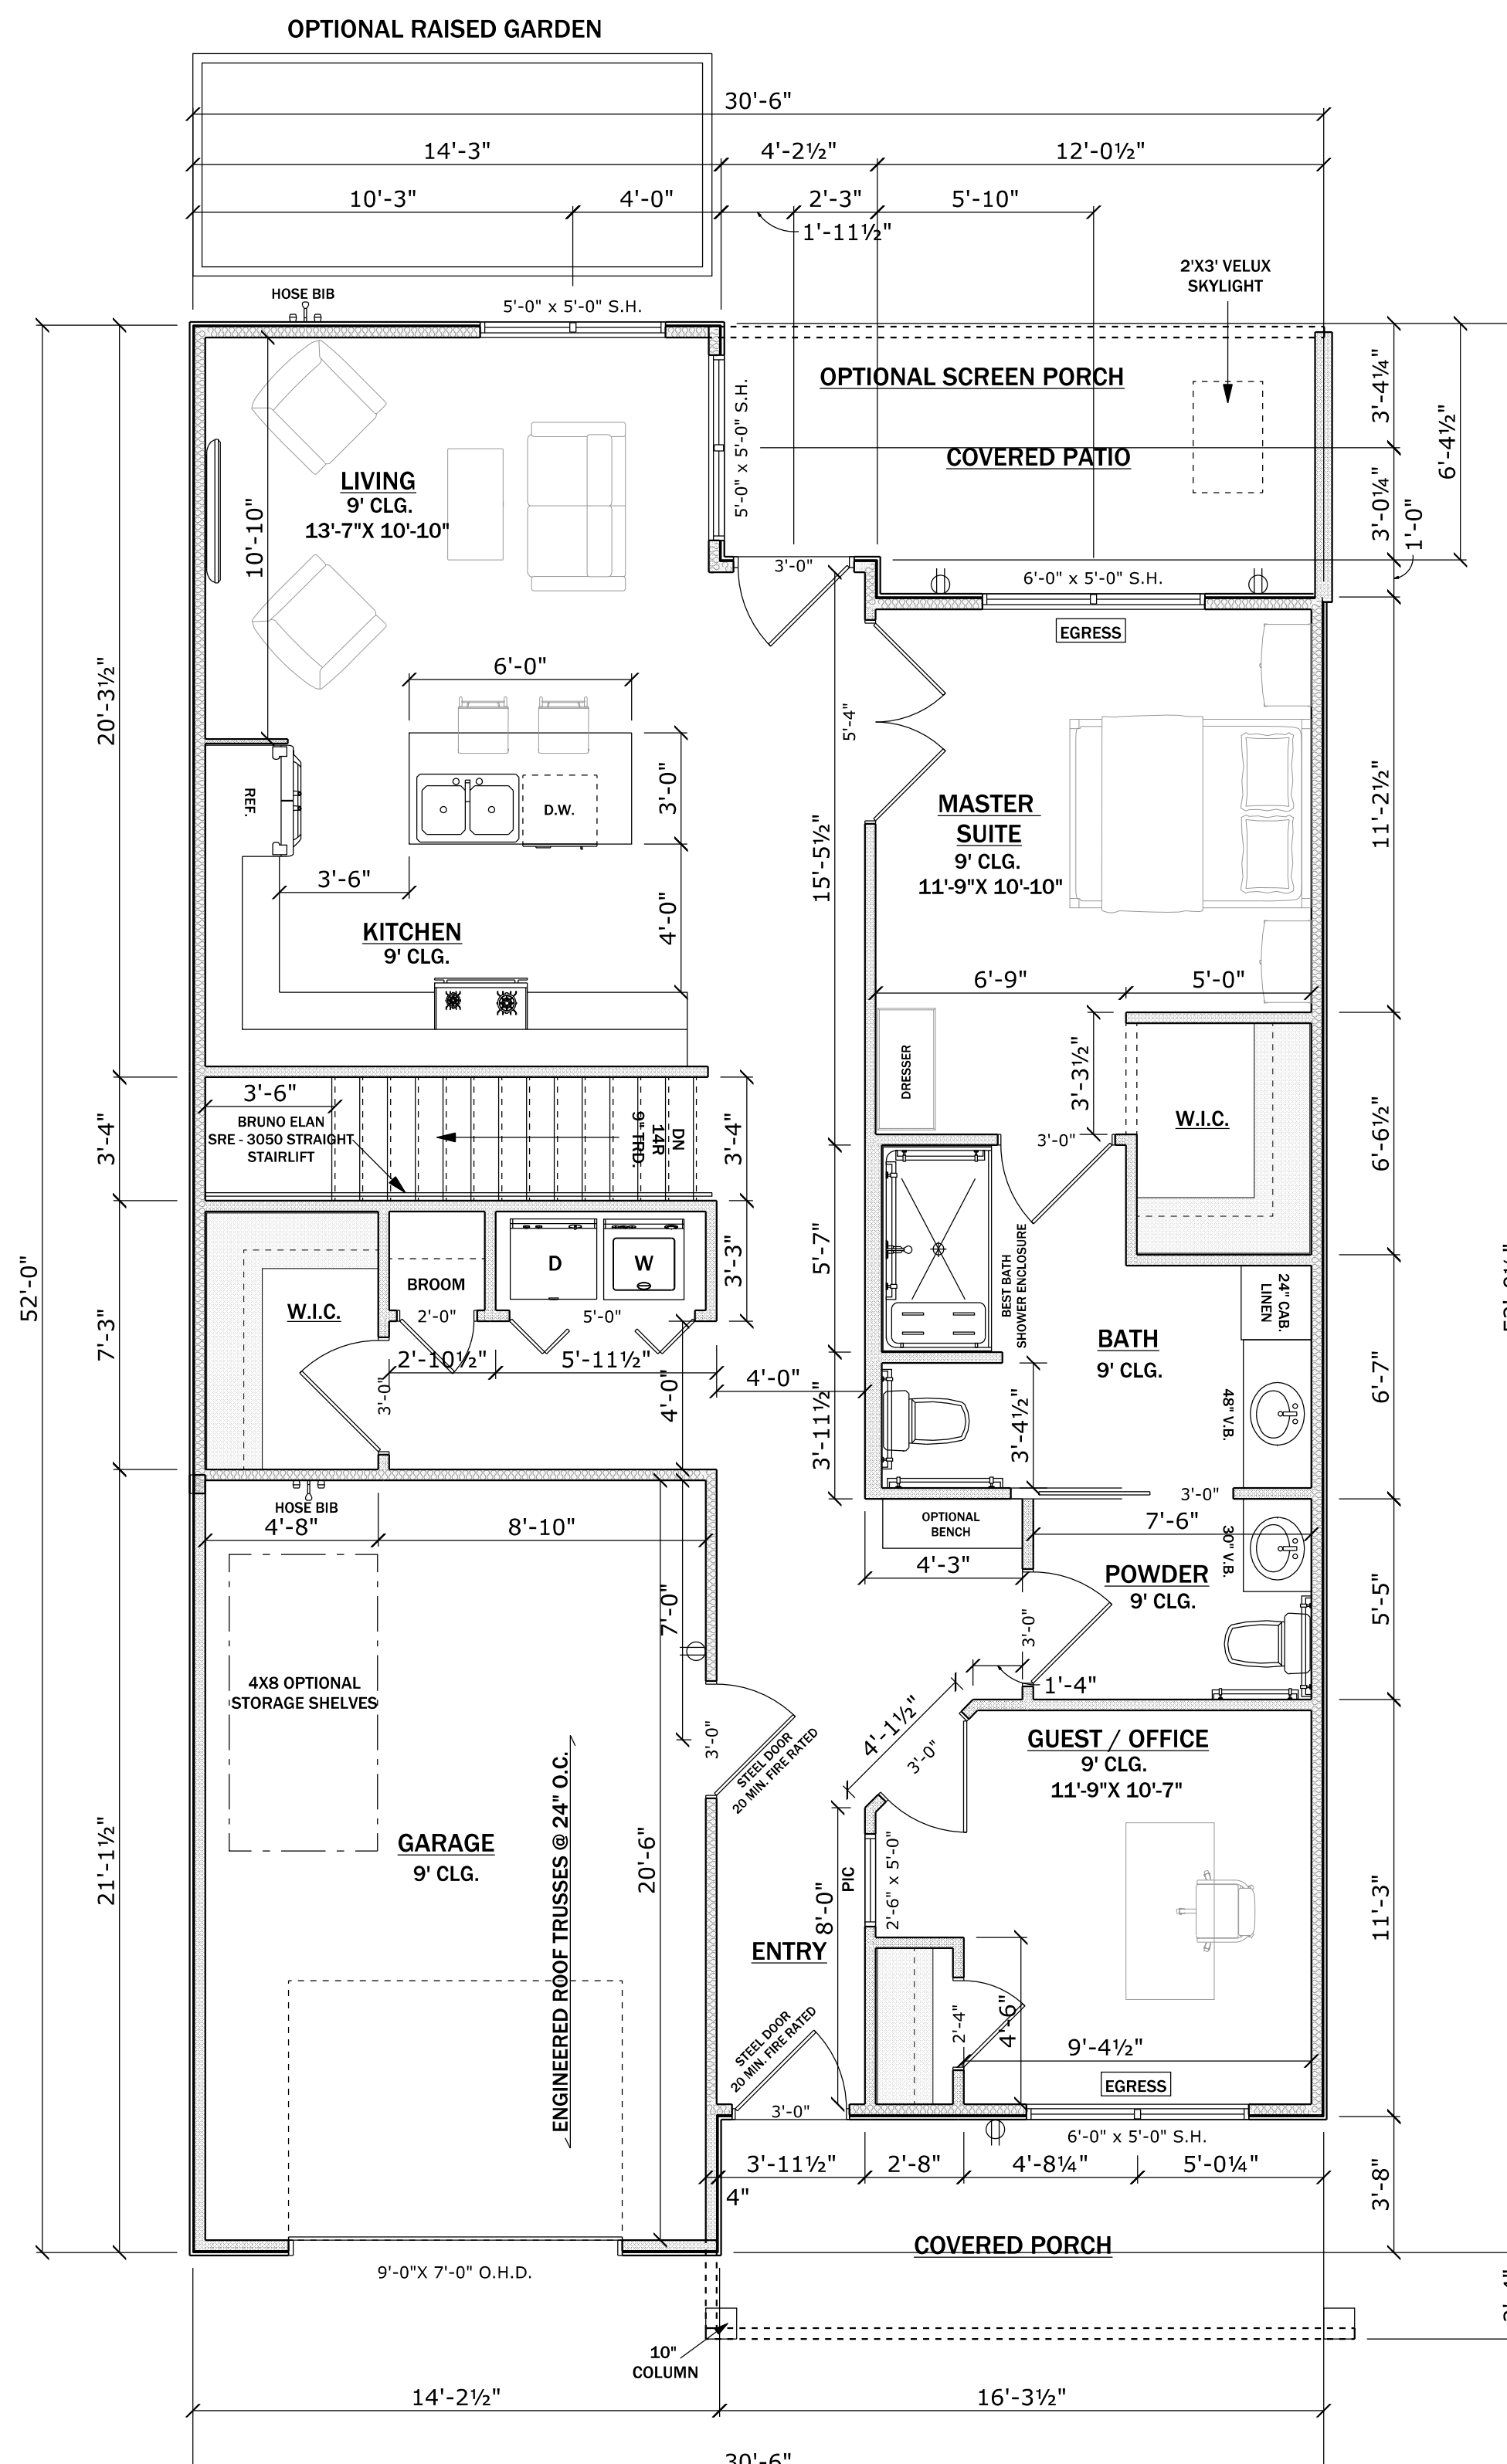 OPTIONAL RAISED GARDEN
30'-6"
14'-3"
4'-2½"
12'-0½"
10'-3"
4'-0"
2'-3"
5'-10"
1'-11½"
2'X3' VELUX
SKYLIGHT
HOSE BIB
5'-0" x 5'-0" S.H.
OPTIONAL SCREEN PORCH
5'-0" x 5'-0" S.H.
COVERED PATIO
3'-4¼"
6'-4½"
3'-0¼"
1'-0"
LIVING
9' CLG.
13'-7"X 10'-10"
10'-10"
3'-0"
6'-0" x 5'-0" S.H.
EGRESS
20'-3½"
6'-0"
5'-4"
REF.
D.W.
3'-0"
MASTER
SUITE
9' CLG.
11'-9"X 10'-10"
11'-2½"
15'-5½"
3'-6"
4'-0"
KITCHEN
9' CLG.
6'-9"
5'-0"
DRESSER
3'-3½"
W.I.C.
3'-0"
6'-6½"
3'-4"
3'-6"
BRUNO ELAN
SRE - 3050 STRAIGHT
STAIRLIFT
DN
14R
9" TRD.
3'-4"
52'-0"
7'-3"
W.I.C.
BROOM
2'-0"
D
W
5'-0"
3'-3"
5'-7"
BEST BATH
SHOWER ENCLOSURE
24" CAB.
LINEN
BATH
9' CLG.
6'-7"
2'-10½"
5'-11½"
4'-0"
3'-0"
4'-0"
3'-11½"
3'-4½"
48" V.B.
HOSE BIB
4'-8"
8'-10"
3'-0"
OPTIONAL
BENCH
7'-6"
30" V.B.
4'-3"
POWDER
9' CLG.
5'-5"
7'-0"
3'-0"
1'-4"
4X8 OPTIONAL
STORAGE SHELVES
3'-0"
STEEL DOOR
20 MIN. FIRE RATED
4'-1½"
3'-0"
GUEST / OFFICE
9' CLG.
11'-9"X 10'-7"
GARAGE
9' CLG.
ENGINEERED ROOF TRUSSES @ 24" O.C.
20'-6"
21'-1½"
8'-0"
PIC
2'-6" x 5'-0"
11'-3"
ENTRY
STEEL DOOR
20 MIN. FIRE RATED
2'-4"
4'-6"
9'-4½"
EGRESS
3'-0"
6'-0" x 5'-0" S.H.
3'-11½"
2'-8"
4'-8¼"
5'-0¼"
3'-8"
4"
COVERED PORCH
9'-0"X 7'-0" O.H.D.
10"
COLUMN
14'-2½"
16'-3½"
30'-6"